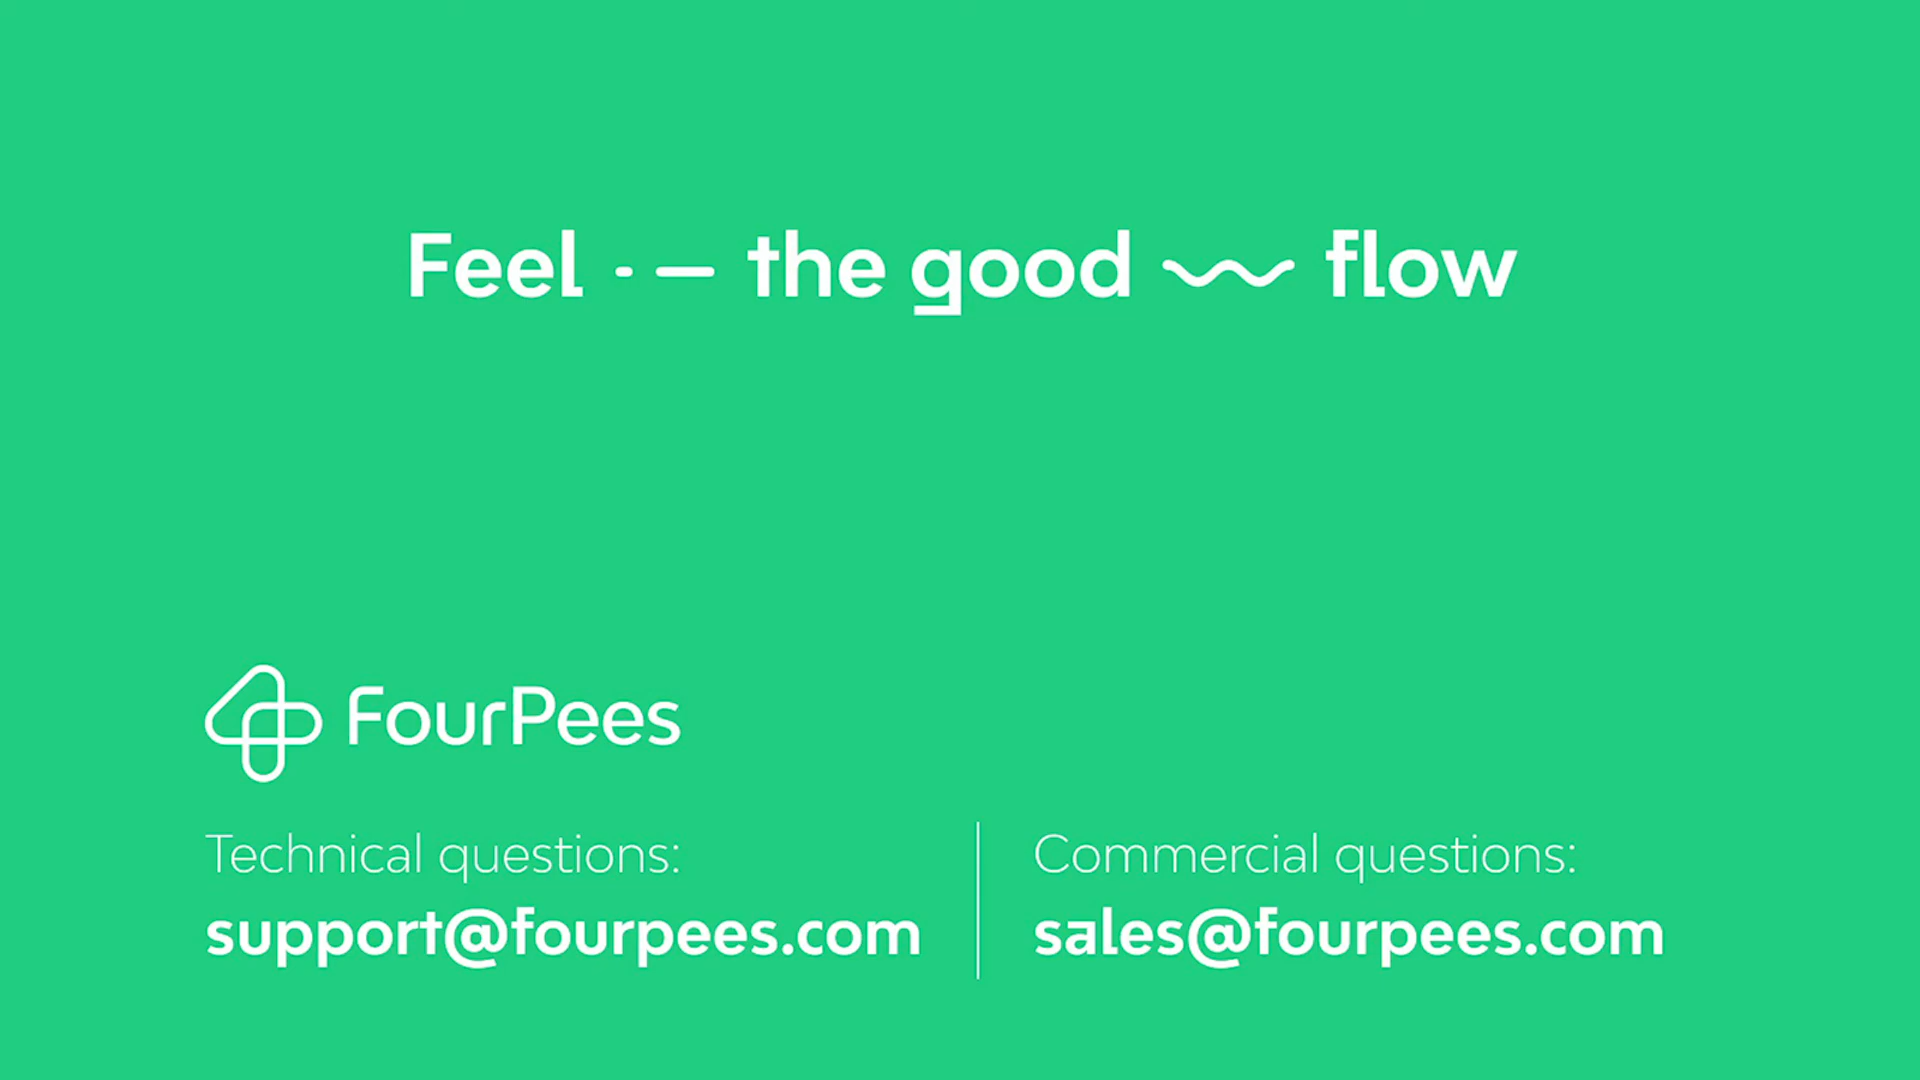 Feel the good flow
FourPees
Technical questions:
support@fourpees.com
Commercial questions:
sales@fourpees.com